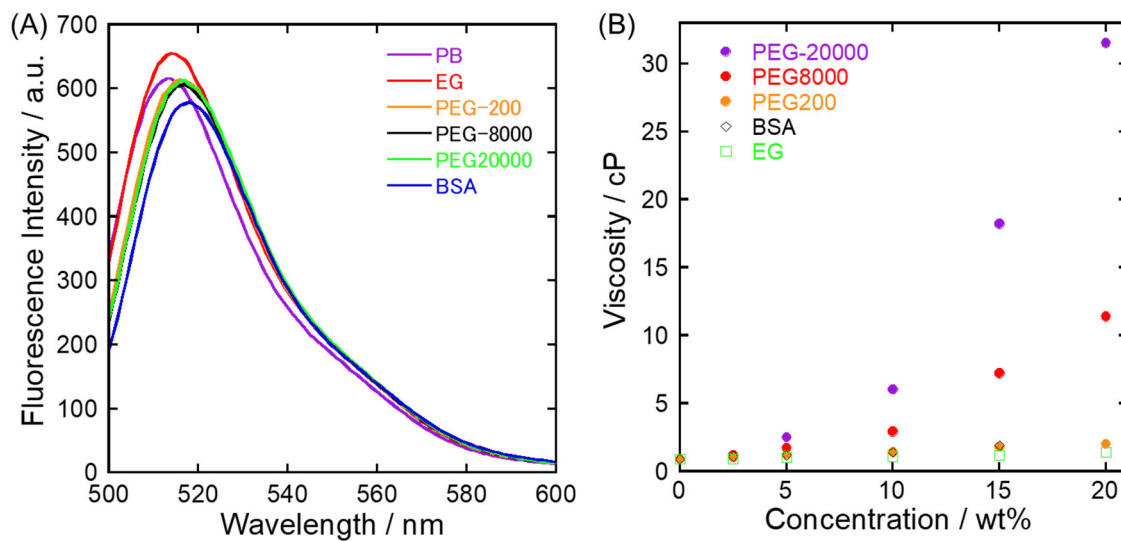 (A)
700
600
500
400
300
200
100
0
Fluorescence Intensity / a.u.
PB
EG
PEG-200
PEG-8000
PEG20000
BSA
500 520 540 560 580 600
Wavelength / nm
(B)
30
25
20
15
10
5
0
Viscosity / cP
PEG-20000
PEG8000
PEG200
BSA
EG
0 5 10 15 20
Concentration / wt%